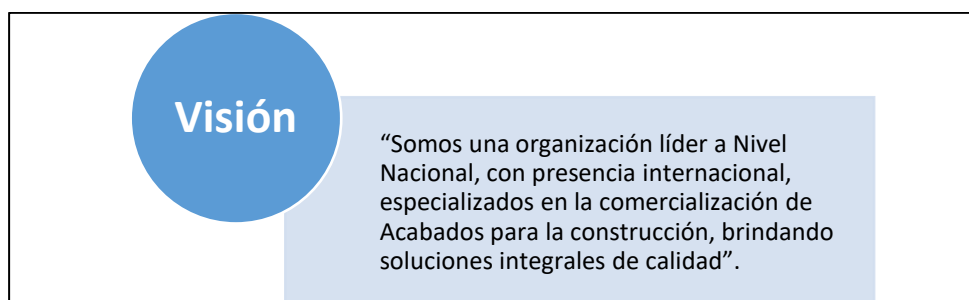 Visión
“Somos una organización líder a Nivel
Nacional, con presencia internacional,
especializados en la comercialización de
Acabados para la construcción, brindando
soluciones integrales de calidad”.